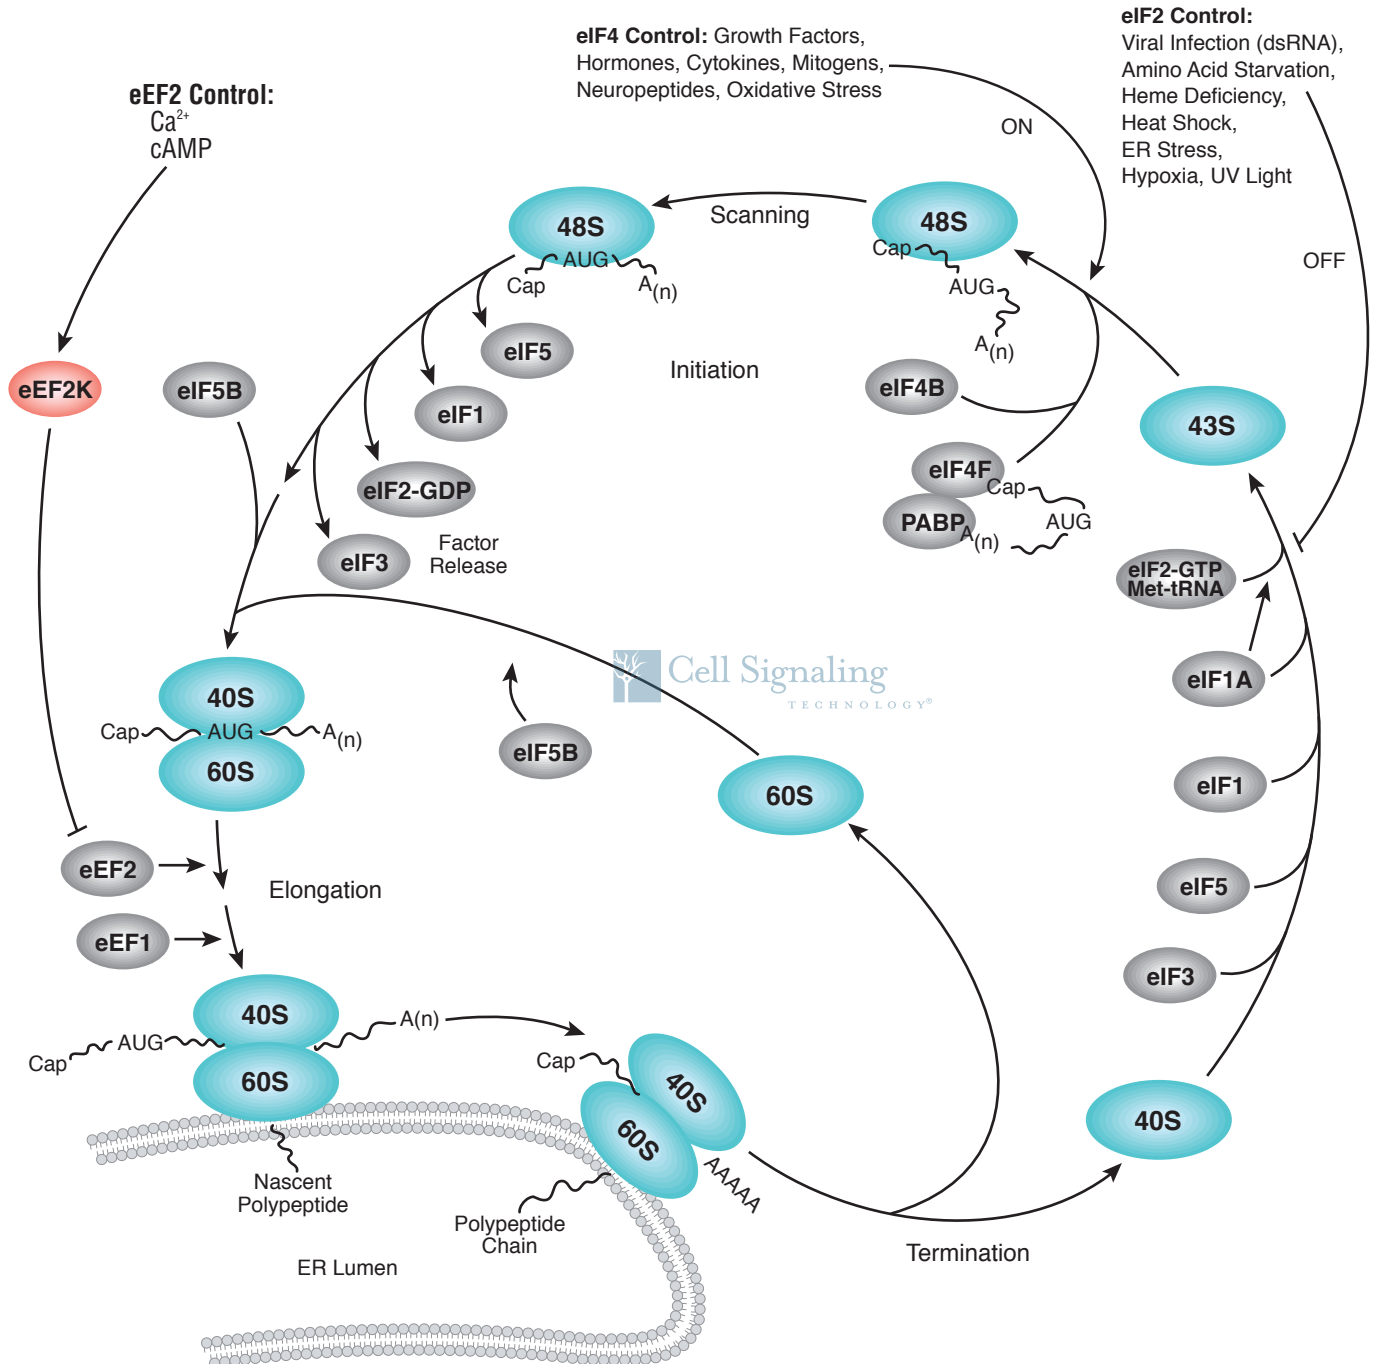 eIF4 Control: Growth Factors,
Hormones, Cytokines, Mitogens,
Neuropeptides, Oxidative Stress
eIF2 Control:
Viral Infection (dsRNA),
Amino Acid Starvation,
Heme Deficiency,
Heat Shock,
ER Stress,
Hypoxia, UV Light
eEF2 Control:
Ca2+
cAMP
ON
OFF
48S
AUG
Cap
A(n)
Scanning
48S
Cap
AUG
A(n)
eEF2K
eIF5B
eIF5
eIF1
eIF2-GDP
eIF3
Factor
Release
Initiation
eIF4B
eIF4F
Cap
PABP
A(n)
AUG
43S
eIF2-GTP
Met-tRNA
eIF1A
eIF1
eIF5
eIF3
40S
Cell Signaling
TECHNOLOGY®
40S
Cap
AUG
A(n)
60S
eIF5B
60S
eEF2
eEF1
Elongation
40S
A(n)
AUG
Cap
60S
Nascent
Polypeptide
Cap
40S
60S
AAAAA
Polypeptide
Chain
ER Lumen
Termination